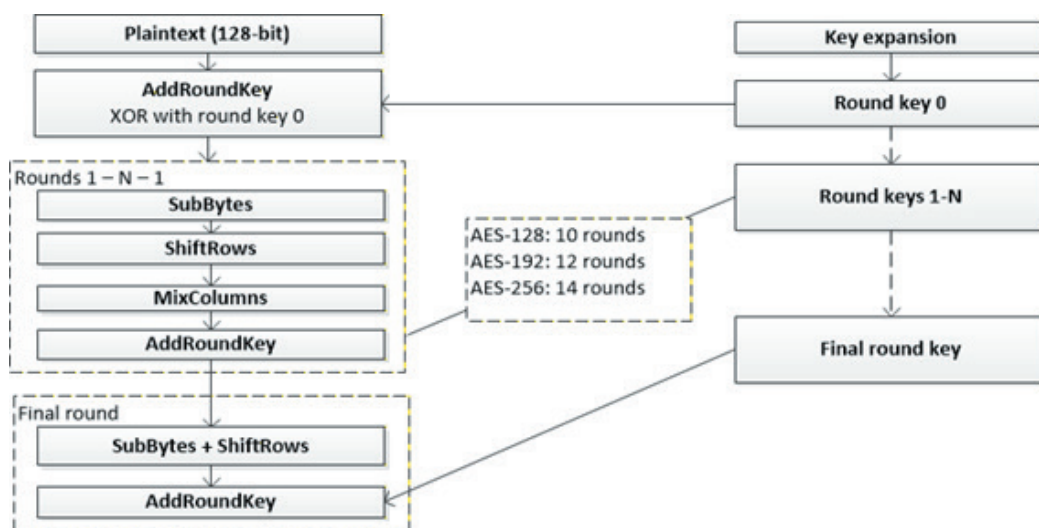 Plaintext (128-bit)
AddRoundKey
XOR with round key 0
Rounds 1 – N – 1
SubBytes
ShiftRows
MixColumns
AddRoundKey
Final round
SubBytes + ShiftRows
AddRoundKey
AES-128: 10 rounds
AES-192: 12 rounds
AES-256: 14 rounds
Key expansion
Round key 0
Round keys 1-N
Final round key